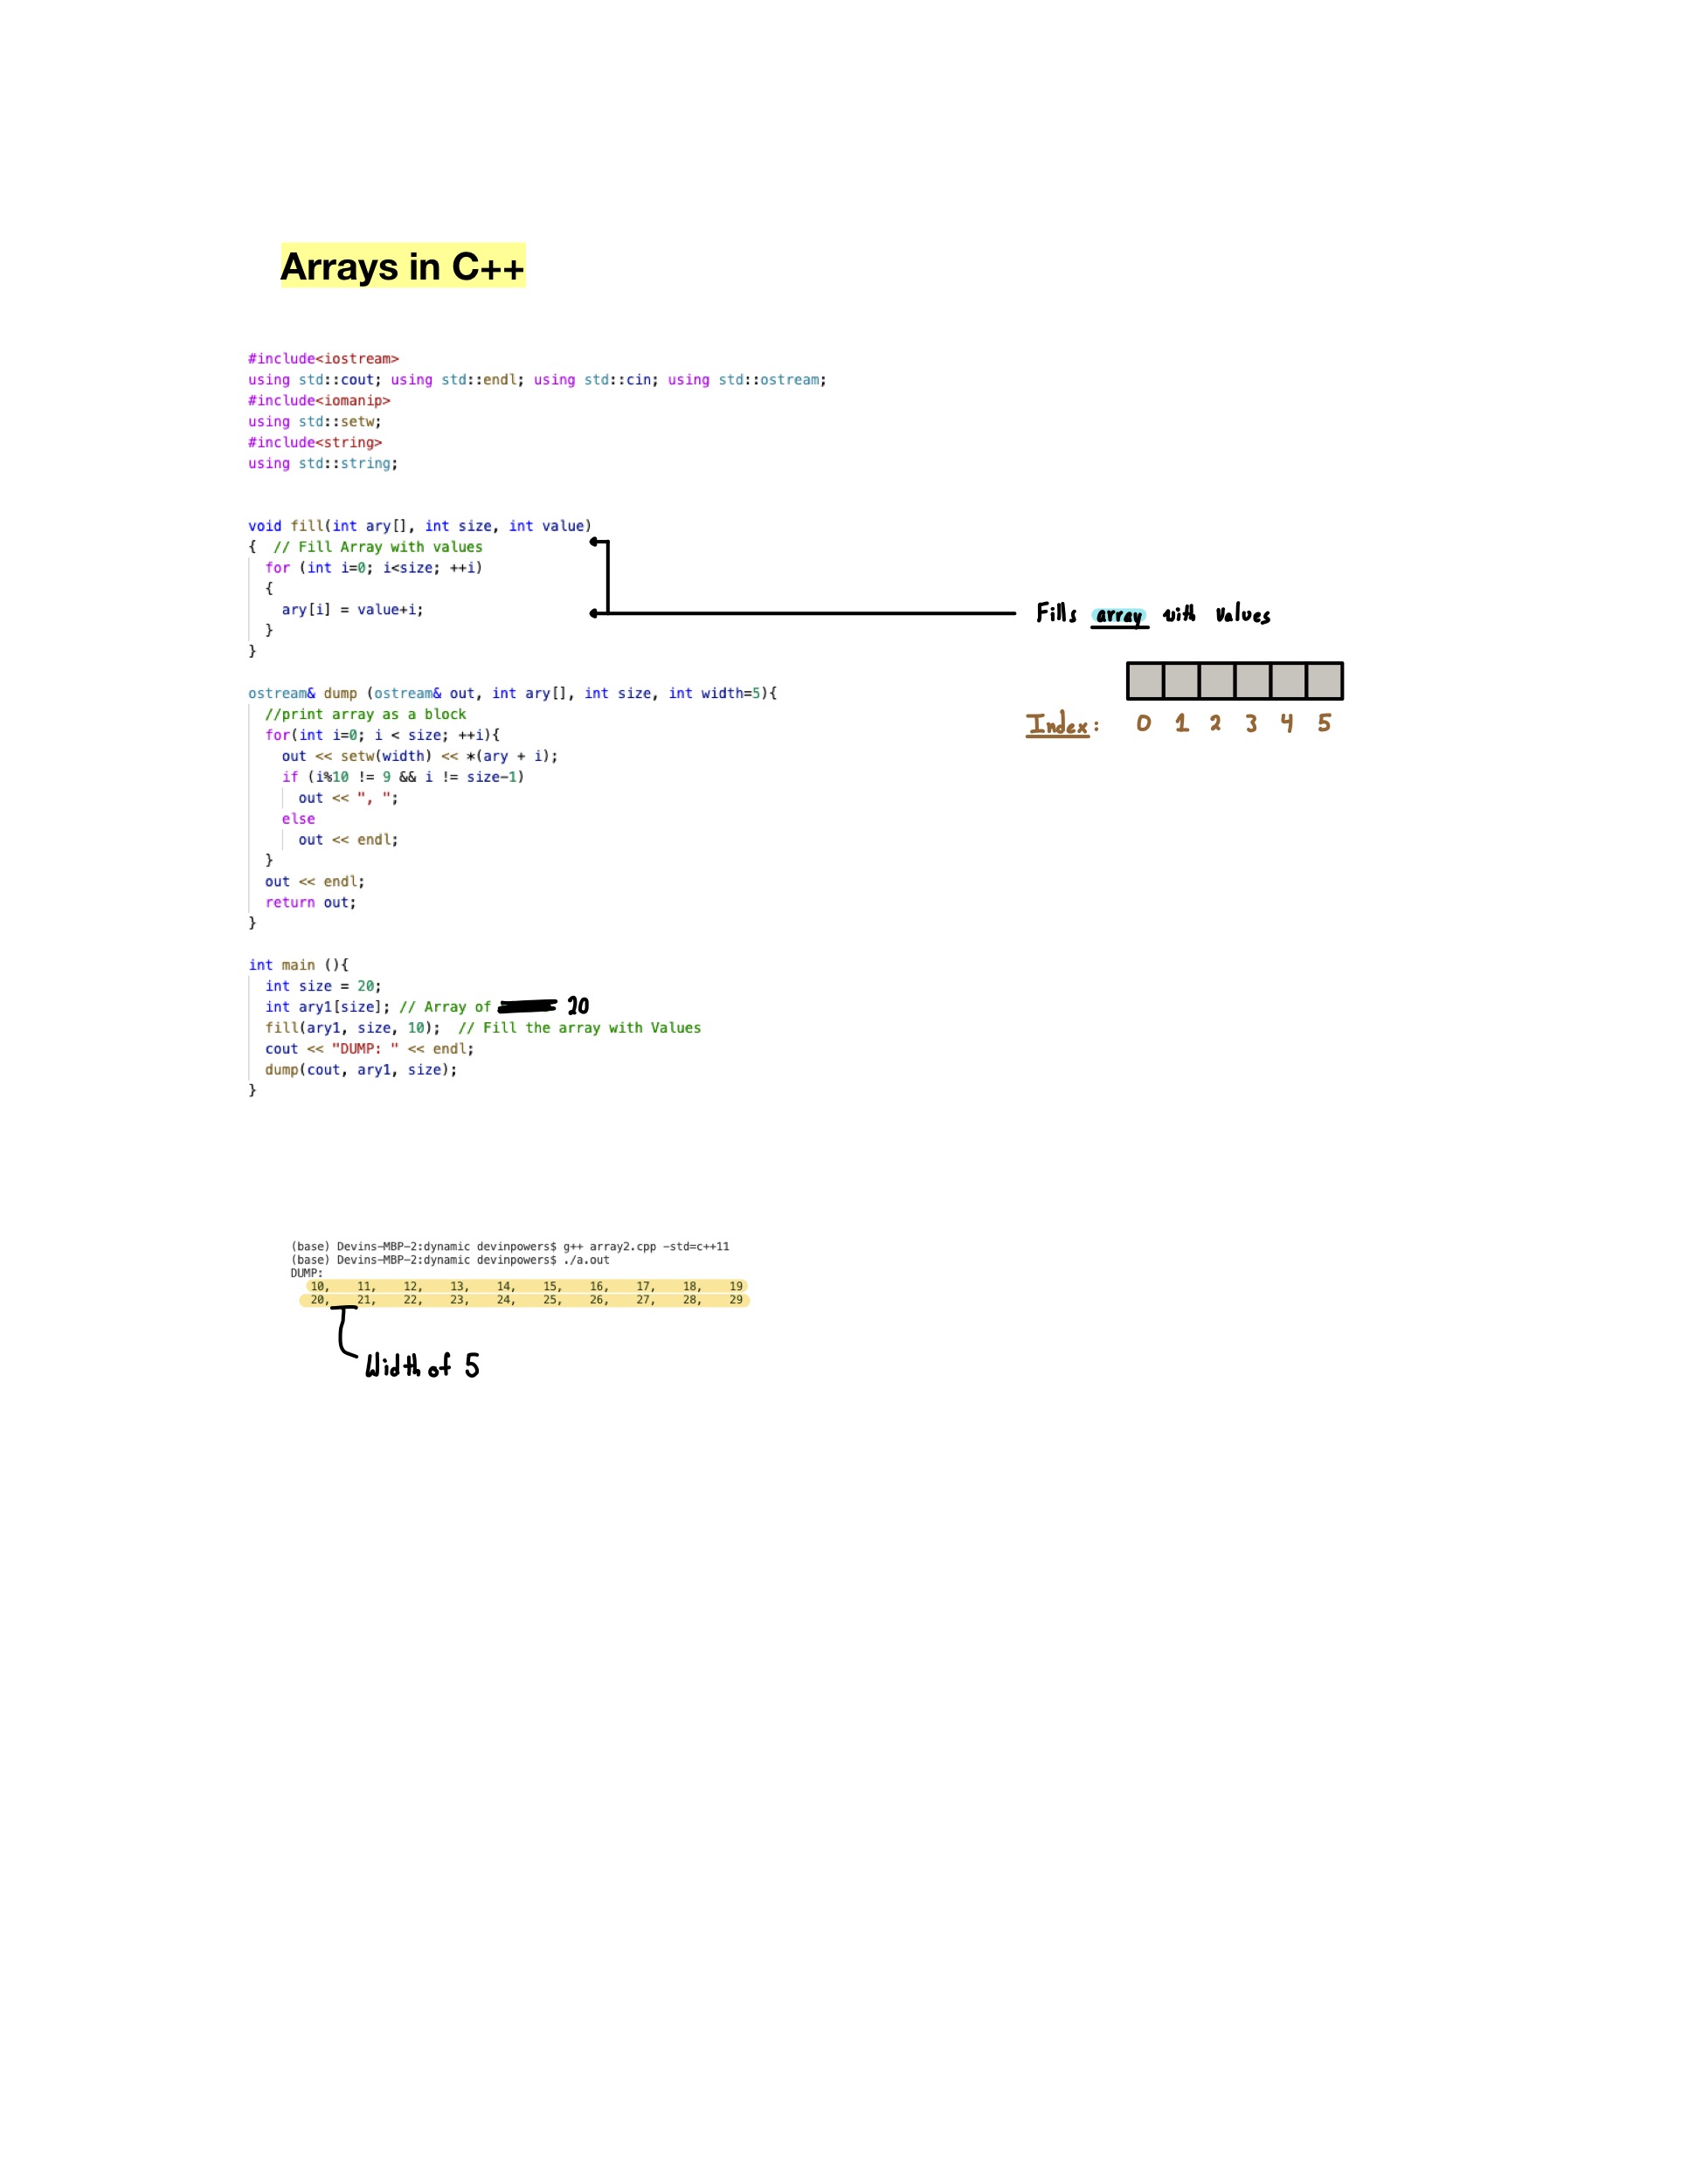 Arrays in C++
#include<iostream>
using std::cout; using std::endl; using std::cin; using std::ostream;
#include<iomanip>
using std::setw;
#include<string>
using std::string;
void fill(int ary[], int size, int value)
{  // Fill Array with values
  for (int i=0; i<size; ++i)
  {
    ary[i] = value+i;
  }
}
Fills array with values
Index: 0 1 2 3 4 5
ostream& dump (ostream& out, int ary[], int size, int width=5){
  //print array as a block
  for(int i=0; i < size; ++i){
    out << setw(width) << *(ary + i);
    if (i%10 != 9 && i != size-1)
      out << ", ";
    else
      out << endl;
  }
  out << endl;
  return out;
}
int main (){
  int size = 20;
  int ary1[size]; // Array of 20
  fill(ary1, size, 10);  // Fill the array with Values
  cout << "DUMP: " << endl;
  dump(cout, ary1, size);
}
(base) Devins-MBP-2:dynamic devinpowers$ g++ array2.cpp -std=c++11
(base) Devins-MBP-2:dynamic devinpowers$ ./a.out
DUMP:
   10,   11,   12,   13,   14,   15,   16,   17,   18,   19
   20,   21,   22,   23,   24,   25,   26,   27,   28,   29
Width of 5